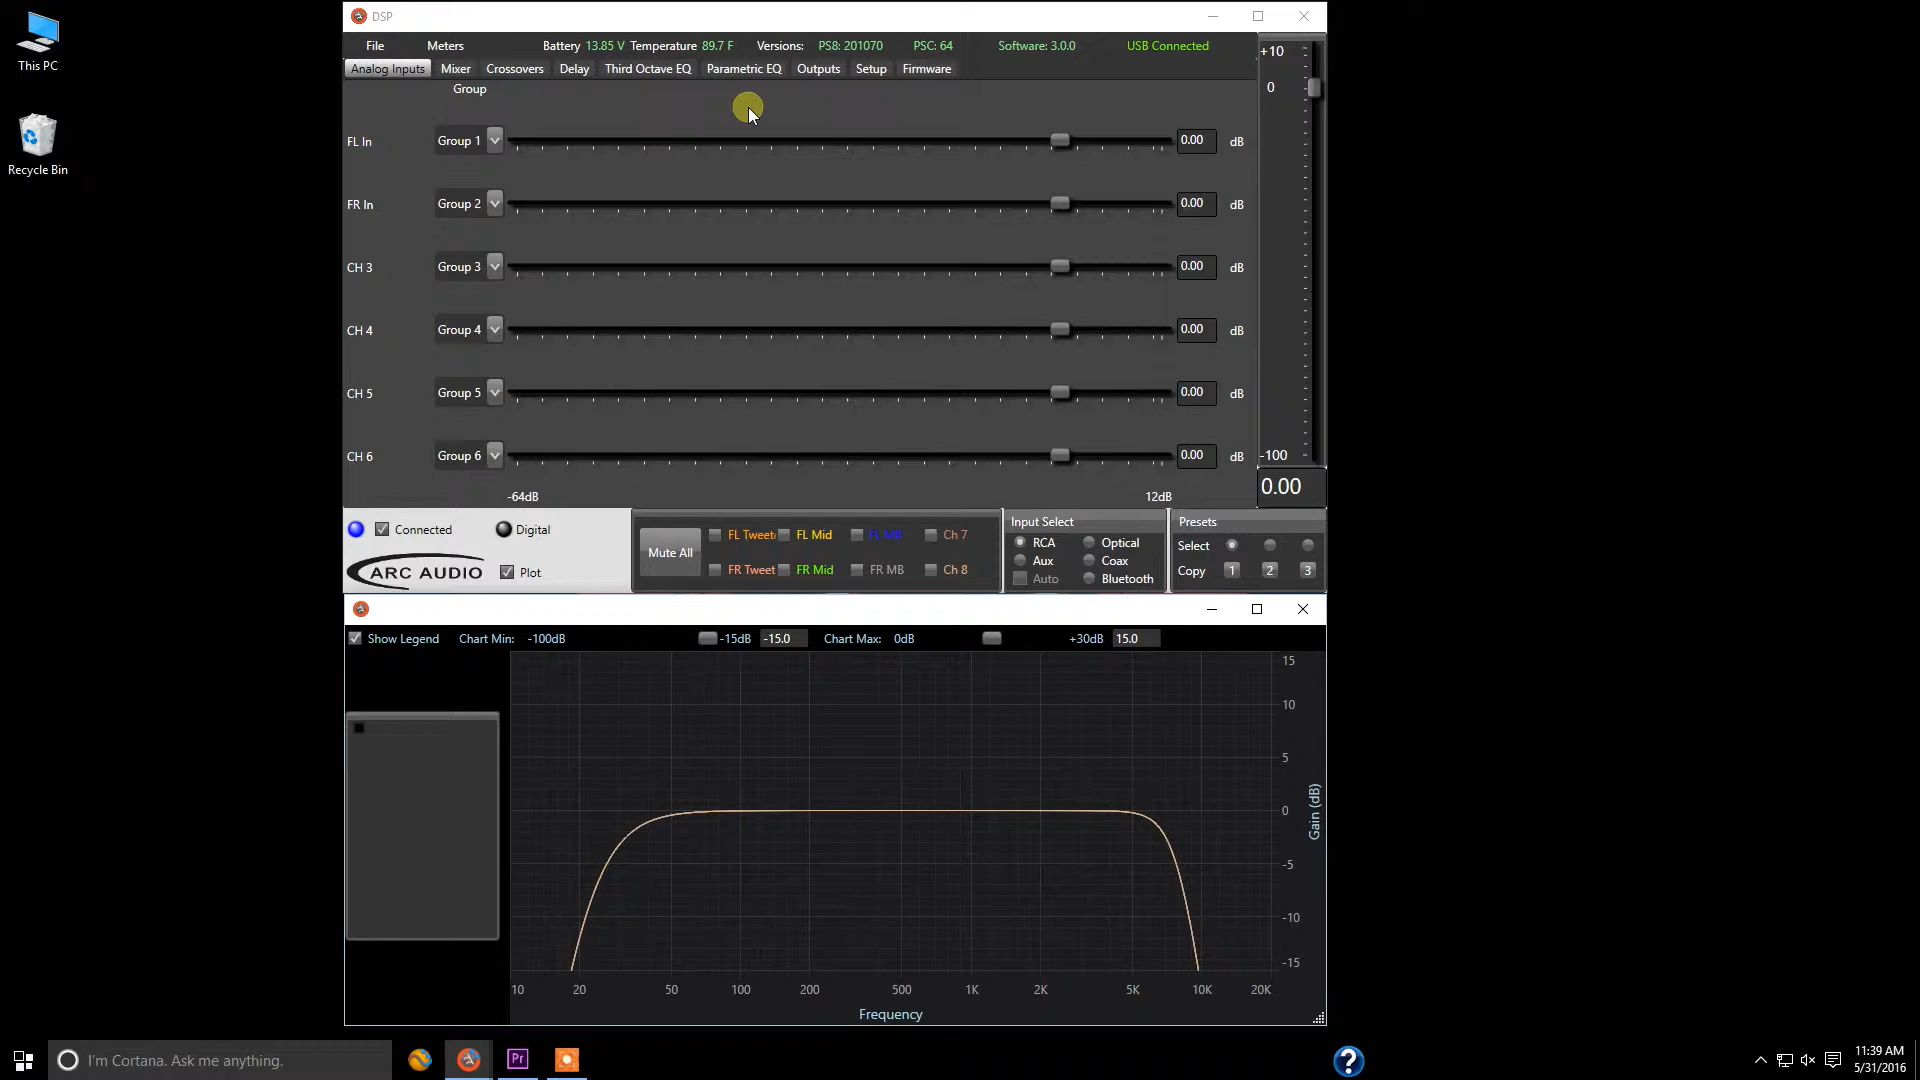 This PC
Recycle Bin
DSP
File Meters Battery 13.85 V Temperature 89.7 F Versions: PS8: 201070 PSC: 64 Software: 3.0.0 USB Connected
Analog Inputs Mixer Crossovers Delay Third Octave EQ Parametric EQ Outputs Setup Firmware
Group
+10
0
FL In Group 1 0.00 dB
FR In Group 2 0.00 dB
CH 3 Group 3 0.00 dB
CH 4 Group 4 0.00 dB
CH 5 Group 5 0.00 dB
CH 6 Group 6 0.00 dB
-100
-64dB 12dB 0.00
Connected Digital
ARC AUDIO Plot
Mute All
FL Tweet FL Mid FL MB Ch 7
FR Tweet FR Mid FR MB Ch 8
Input Select
RCA Optical
Aux Coax
Auto Bluetooth
Presets
Select
Copy 1 2 3
Show Legend Chart Min: -100dB -15dB -15.0 Chart Max: 0dB +30dB 15.0
15
10
5
0
-5
-10
-15
Gain (dB)
10 20 50 100 200 500 1K 2K 5K 10K 20K
Frequency
I'm Cortana. Ask me anything.
Pr
?
11:39 AM
5/31/2016